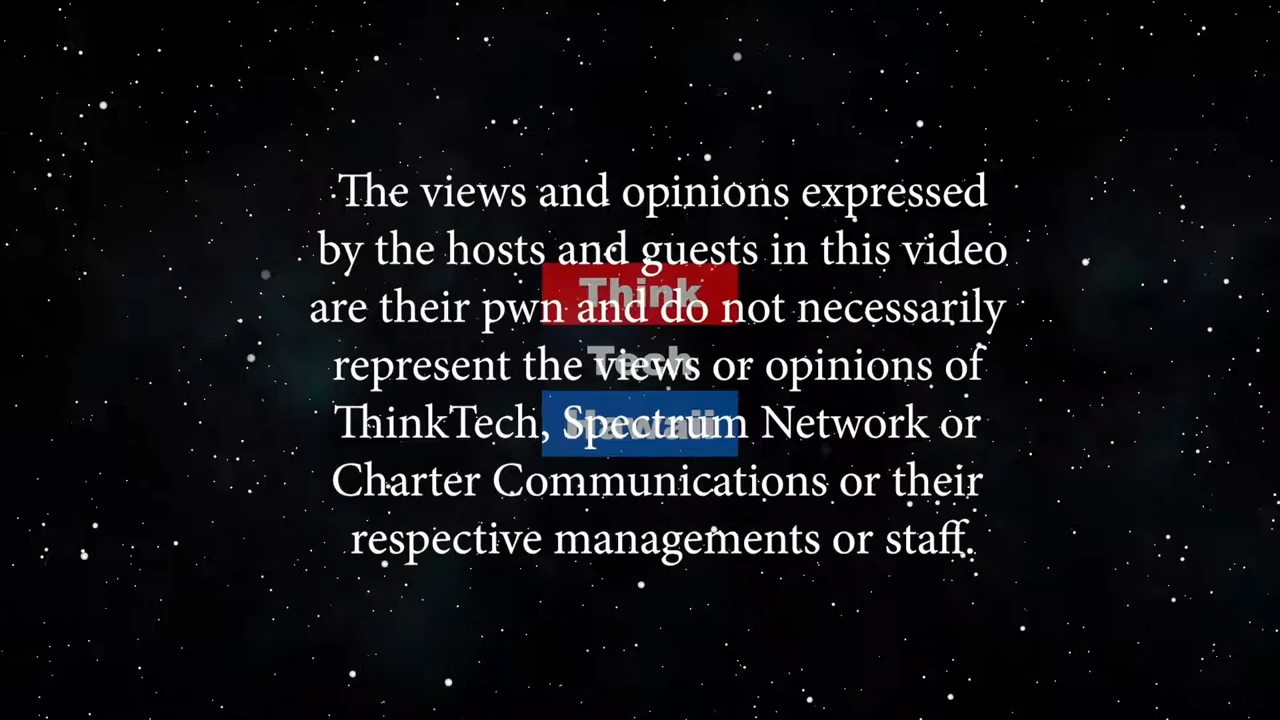 The views and opinions expressed
by the hosts and guests in this video
Think
are their pwn and do not necessarily
Tech
represent the views or opinions of
ThinkTech, Spectrum Network or
Hawaii
Charter Communications or their
respective managements or staff.